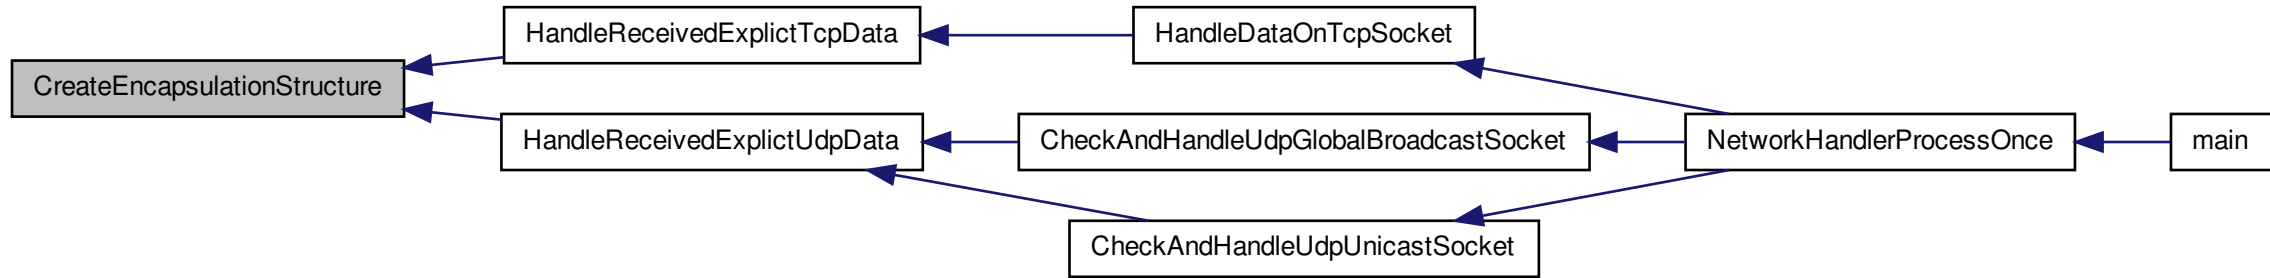 HandleReceivedExplictTcpData
HandleDataOnTcpSocket
CreateEncapsulationStructure
HandleReceivedExplictUdpData
CheckAndHandleUdpGlobalBroadcastSocket
NetworkHandlerProcessOnce
main
CheckAndHandleUdpUnicastSocket